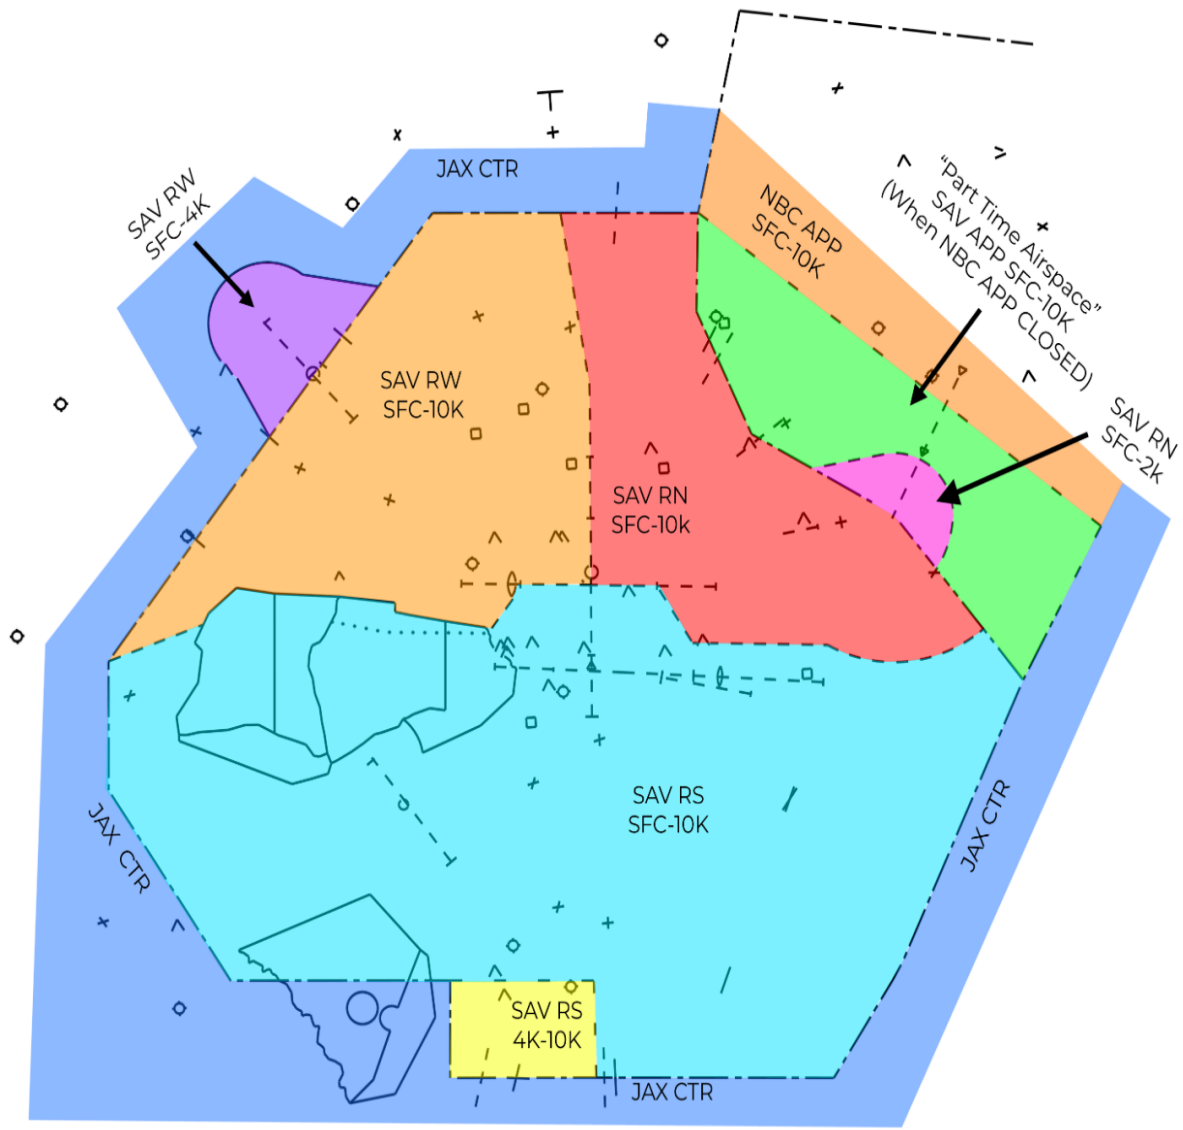 JAX CTR
SAV RW
SFC-4K
NBC APP
SFC-10K
“Part Time Airspace”
SAV APP SFC-10K
(When NBC APP CLOSED)
SAV RW
SFC-10K
SAV RN
SFC-2k
SAV RN
SFC-10k
SAV RS
SFC-10K
JAX CTR
JAX CTR
SAV RS
4K-10K
JAX CTR